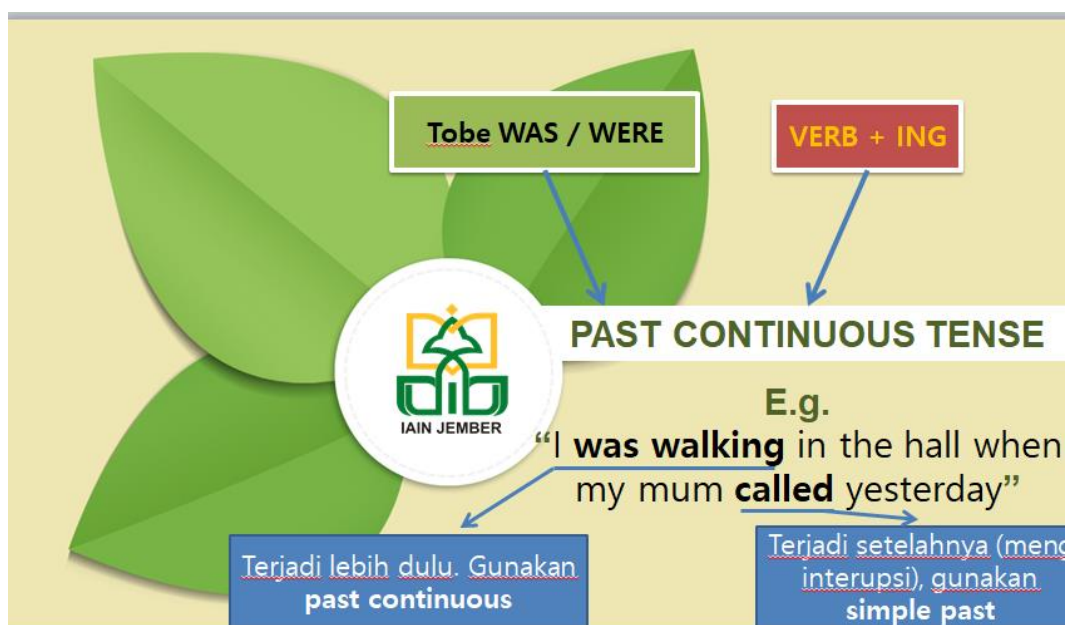 Tobe WAS / WERE
VERB + ING
PAST CONTINUOUS TENSE
IAIN JEMBER
E.g.
“I was walking in the hall when
my mum called yesterday”
Terjadi lebih dulu. Gunakan
past continuous
Terjadi setelahnya (meng
interupsi), gunakan
simple past